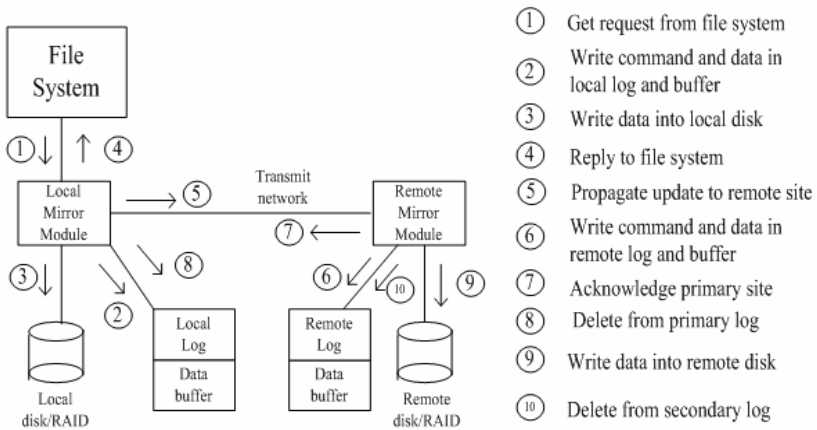 File
System
①
④
Local
Mirror
Module
⑤
Transmit
network
Remote
Mirror
Module
⑦
③
②
⑧
⑥
⑩
⑨
Local
Log
Data
buffer
Remote
Log
Data
buffer
Local
disk/RAID
Remote
disk/RAID
① Get request from file system
② Write command and data in
local log and buffer
③ Write data into local disk
④ Reply to file system
⑤ Propagate update to remote site
⑥ Write command and data in
remote log and buffer
⑦ Acknowledge primary site
⑧ Delete from primary log
⑨ Write data into remote disk
⑩ Delete from secondary log